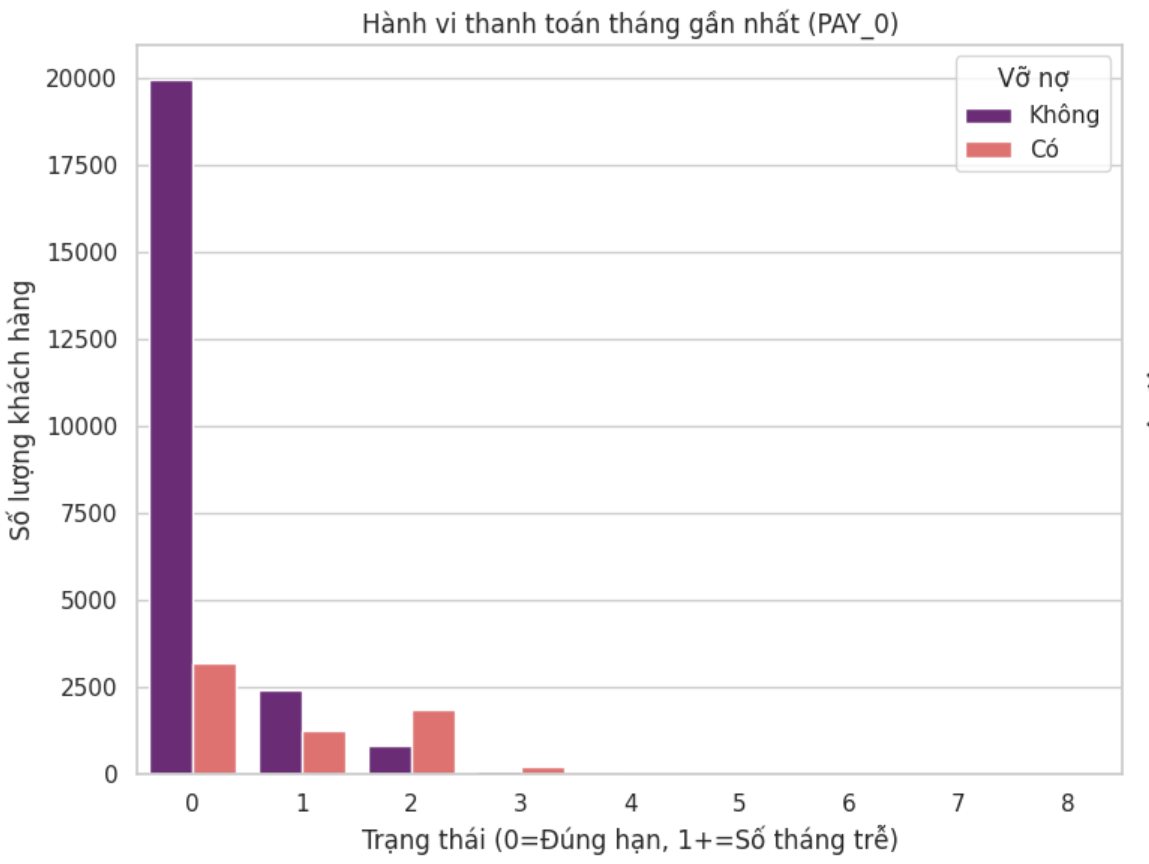 Hành vi thanh toán tháng gần nhất (PAY_0)
Vỡ nợ
Không
Có
20000
17500
15000
12500
10000
7500
5000
2500
0
Số lượng khách hàng
0 1 2 3 4 5 6 7 8
Trạng thái (0=Đúng hạn, 1+=Số tháng trễ)